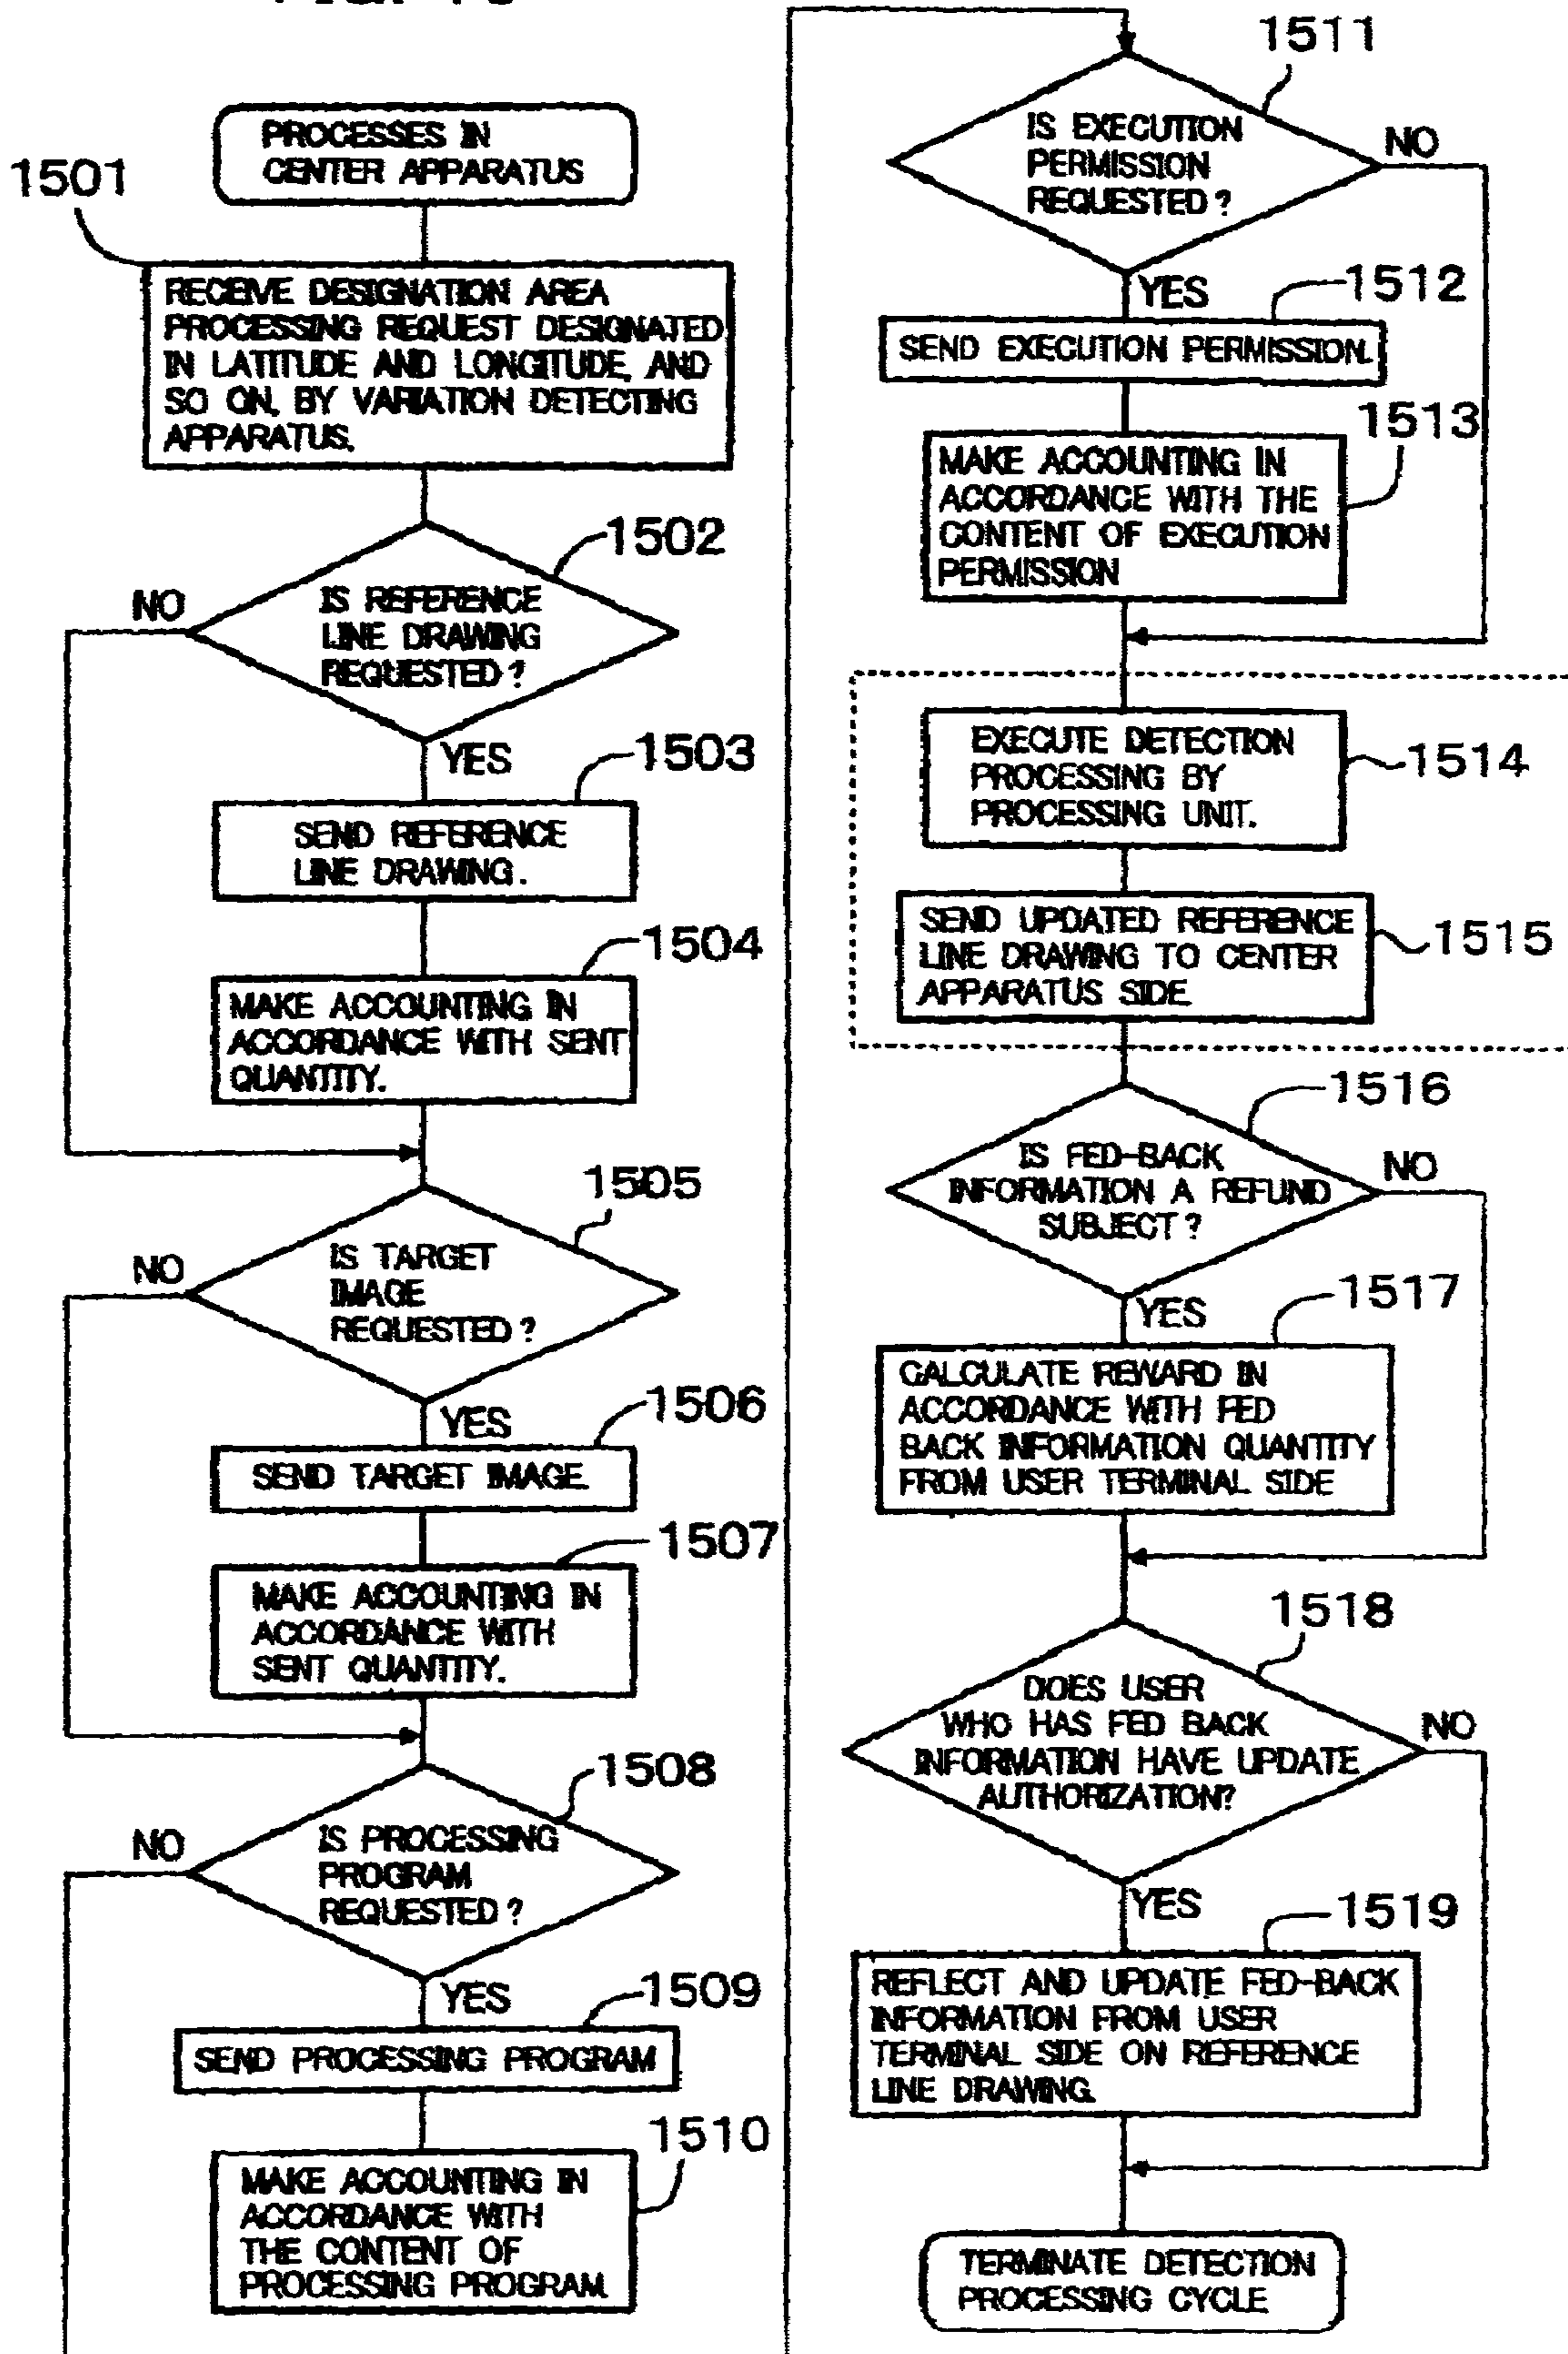 PROCESSES IN
CENTER APPARATUS
1501
RECEIVE DESIGNATION AREA
PROCESSING REQUEST DESIGNATED
IN LATITUDE AND LONGITUDE, AND
SO ON, BY VARIATION DETECTING
APPARATUS.
1502
IS REFERENCE
LINE DRAWING
REQUESTED?
NO
YES
1503
SEND REFERENCE
LINE DRAWING.
1504
MAKE ACCOUNTING IN
ACCORDANCE WITH SENT
QUANTITY.
1505
IS TARGET
IMAGE
REQUESTED?
NO
YES
1506
SEND TARGET IMAGE.
1507
MAKE ACCOUNTING IN
ACCORDANCE WITH
SENT QUANTITY.
1508
IS PROCESSING
PROGRAM
REQUESTED?
NO
YES
1509
SEND PROCESSING PROGRAM
1510
MAKE ACCOUNTING IN
ACCORDANCE WITH
THE CONTENT OF
PROCESSING PROGRAM.
1511
IS EXECUTION
PERMISSION
REQUESTED?
NO
YES
1512
SEND EXECUTION PERMISSION.
1513
MAKE ACCOUNTING IN
ACCORDANCE WITH THE
CONTENT OF EXECUTION
PERMISSION
EXECUTE DETECTION
PROCESSING BY
PROCESSING UNIT.
1514
SEND UPDATED REFERENCE
LINE DRAWING TO CENTER
APPARATUS SIDE.
1515
1516
IS FED-BACK
INFORMATION A REFUND
SUBJECT?
NO
YES
1517
CALCULATE REWARD IN
ACCORDANCE WITH FED
BACK INFORMATION QUANTITY
FROM USER TERMINAL SIDE
1518
DOES USER
WHO HAS FED BACK
INFORMATION HAVE UPDATE
AUTHORIZATION?
NO
YES
1519
REFLECT AND UPDATE FED-BACK
INFORMATION FROM USER
TERMINAL SIDE ON REFERENCE
LINE DRAWING.
TERMINATE DETECTION
PROCESSING CYCLE